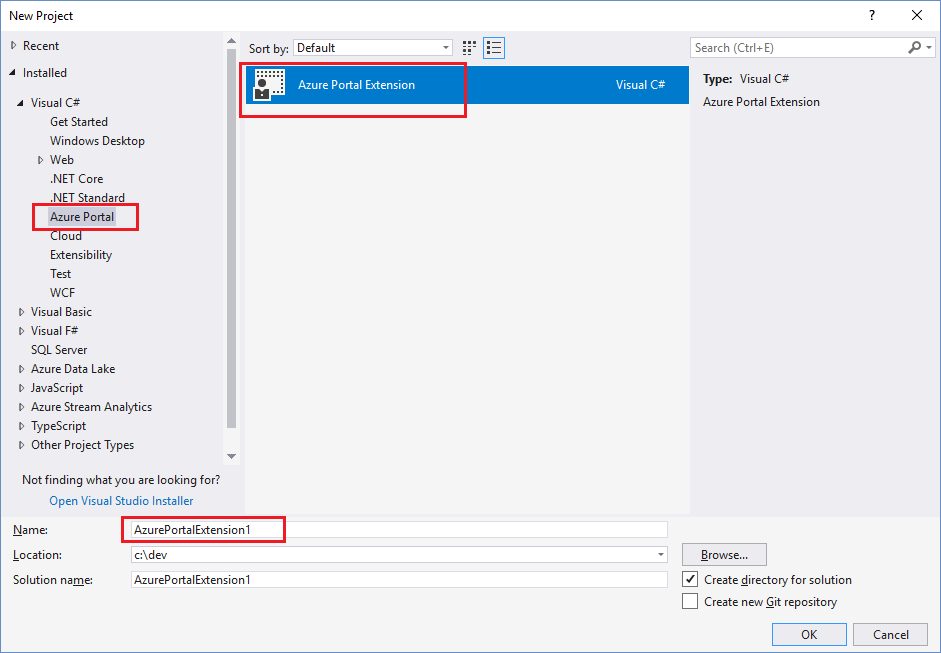 New Project
?
Recent
Installed
Visual C#
Get Started
Windows Desktop
Web
.NET Core
.NET Standard
Azure Portal
Cloud
Extensibility
Test
WCF
Visual Basic
Visual F#
SQL Server
Azure Data Lake
JavaScript
Azure Stream Analytics
TypeScript
Other Project Types
Not finding what you are looking for?
Open Visual Studio Installer
Sort by: Default
Azure Portal Extension Visual C#
Search (Ctrl+E)
Type: Visual C#
Azure Portal Extension
Name: AzurePortalExtension1
Location: c:\dev
Browse...
Solution name: AzurePortalExtension1
Create directory for solution
Create new Git repository
OK Cancel